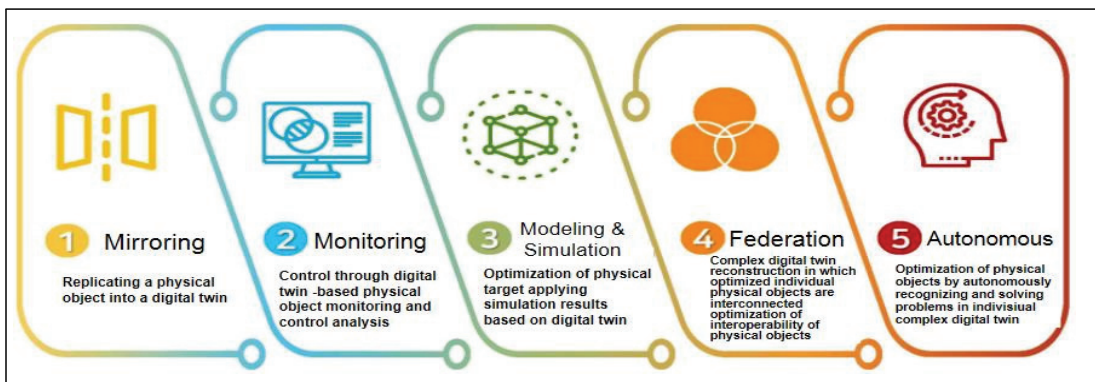 1 Mirroring
Replicating a physical
object into a digital twin
2 Monitoring
Control through digital
twin -based physical
object monitoring and
control analysis
3 Modeling &
Simulation
Optimization of physical
target applying
simulation results
based on digital twin
4 Federation
Complex digital twin
reconstruction in which
optimized individual
physical objects are
interconnected
optimization of
interoperability of
physical objects
5 Autonomous
Optimization of physical
objects by autonomously
recognizing and solving
problems in indivisiual
complex digital twin